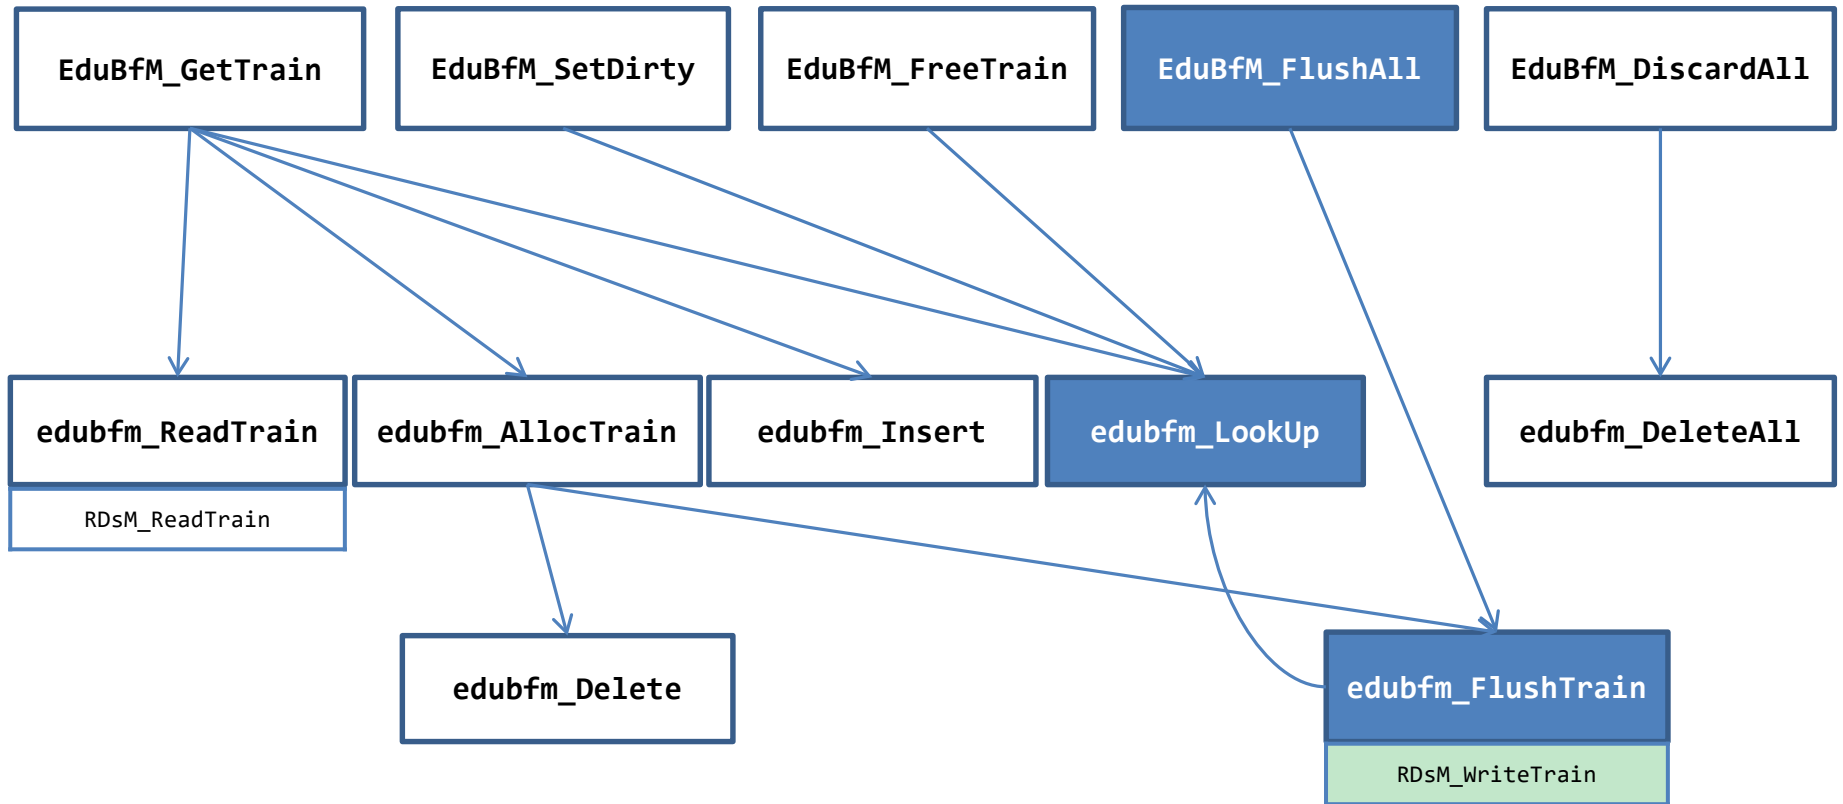 EduBfM_GetTrain
EduBfM_SetDirty
EduBfM_FreeTrain
EduBfM_FlushAll
EduBfM_DiscardAll
edubfm_ReadTrain
edubfm_AllocTrain
edubfm_Insert
edubfm_LookUp
edubfm_DeleteAll
RDsM_ReadTrain
edubfm_Delete
edubfm_FlushTrain
RDsM_WriteTrain